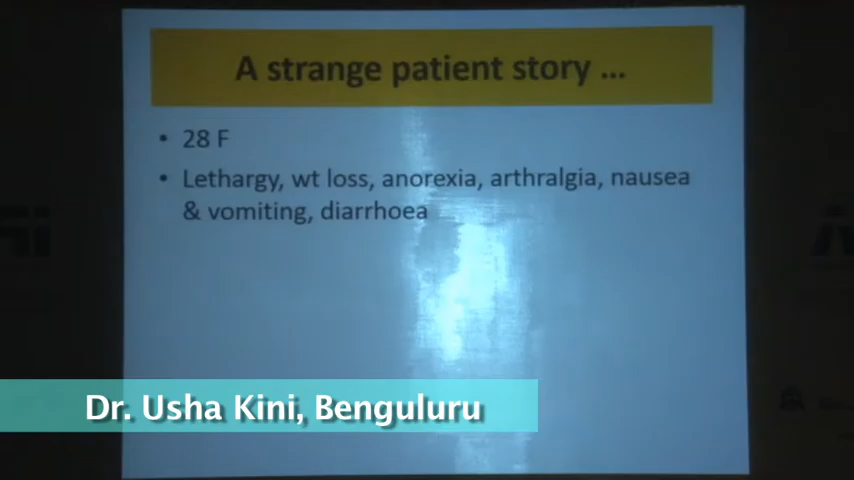 A strange patient story ...
• 28 F
• Lethargy, wt loss, anorexia, arthralgia, nausea
& vomiting, diarrhoea
Dr. Usha Kini, Benguluru